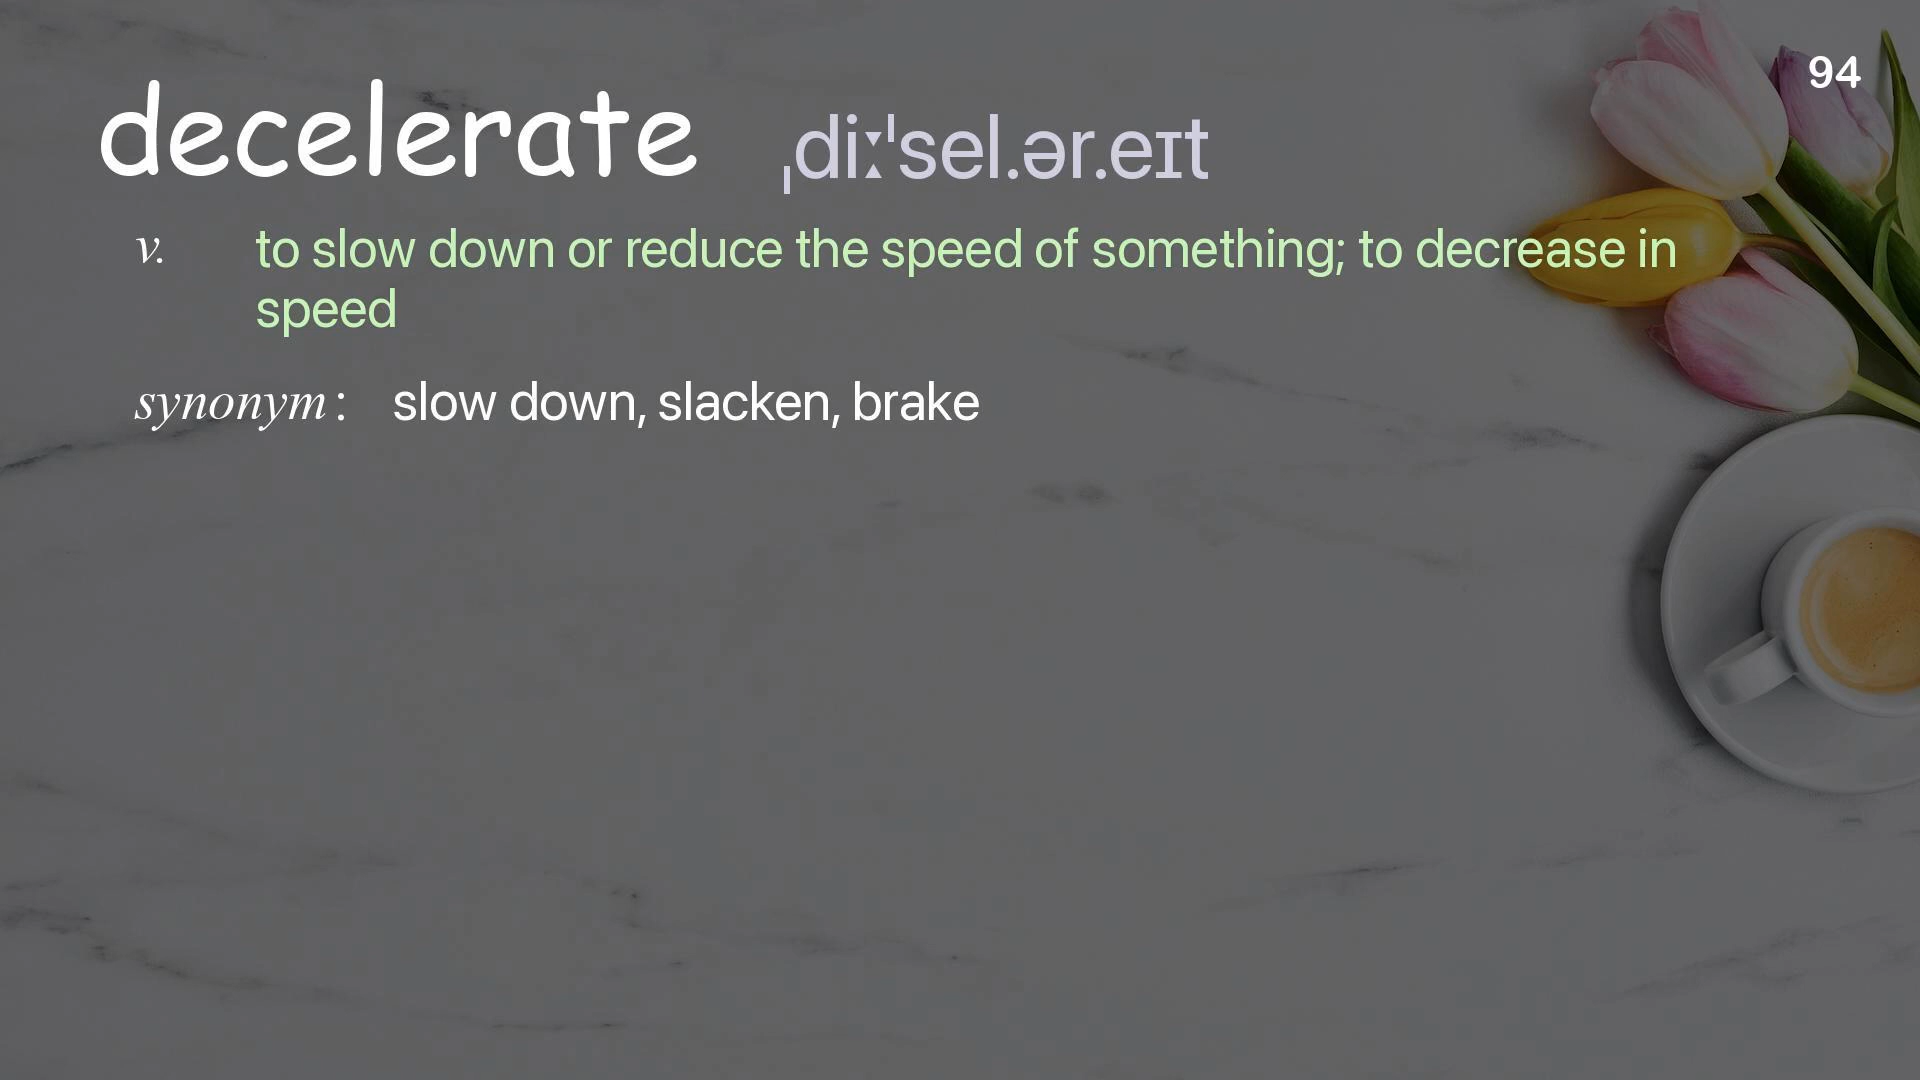 94
decelerate ˌdiːˈsel.ər.eɪt
v. to slow down or reduce the speed of something; to decrease in
speed
synonym: slow down, slacken, brake